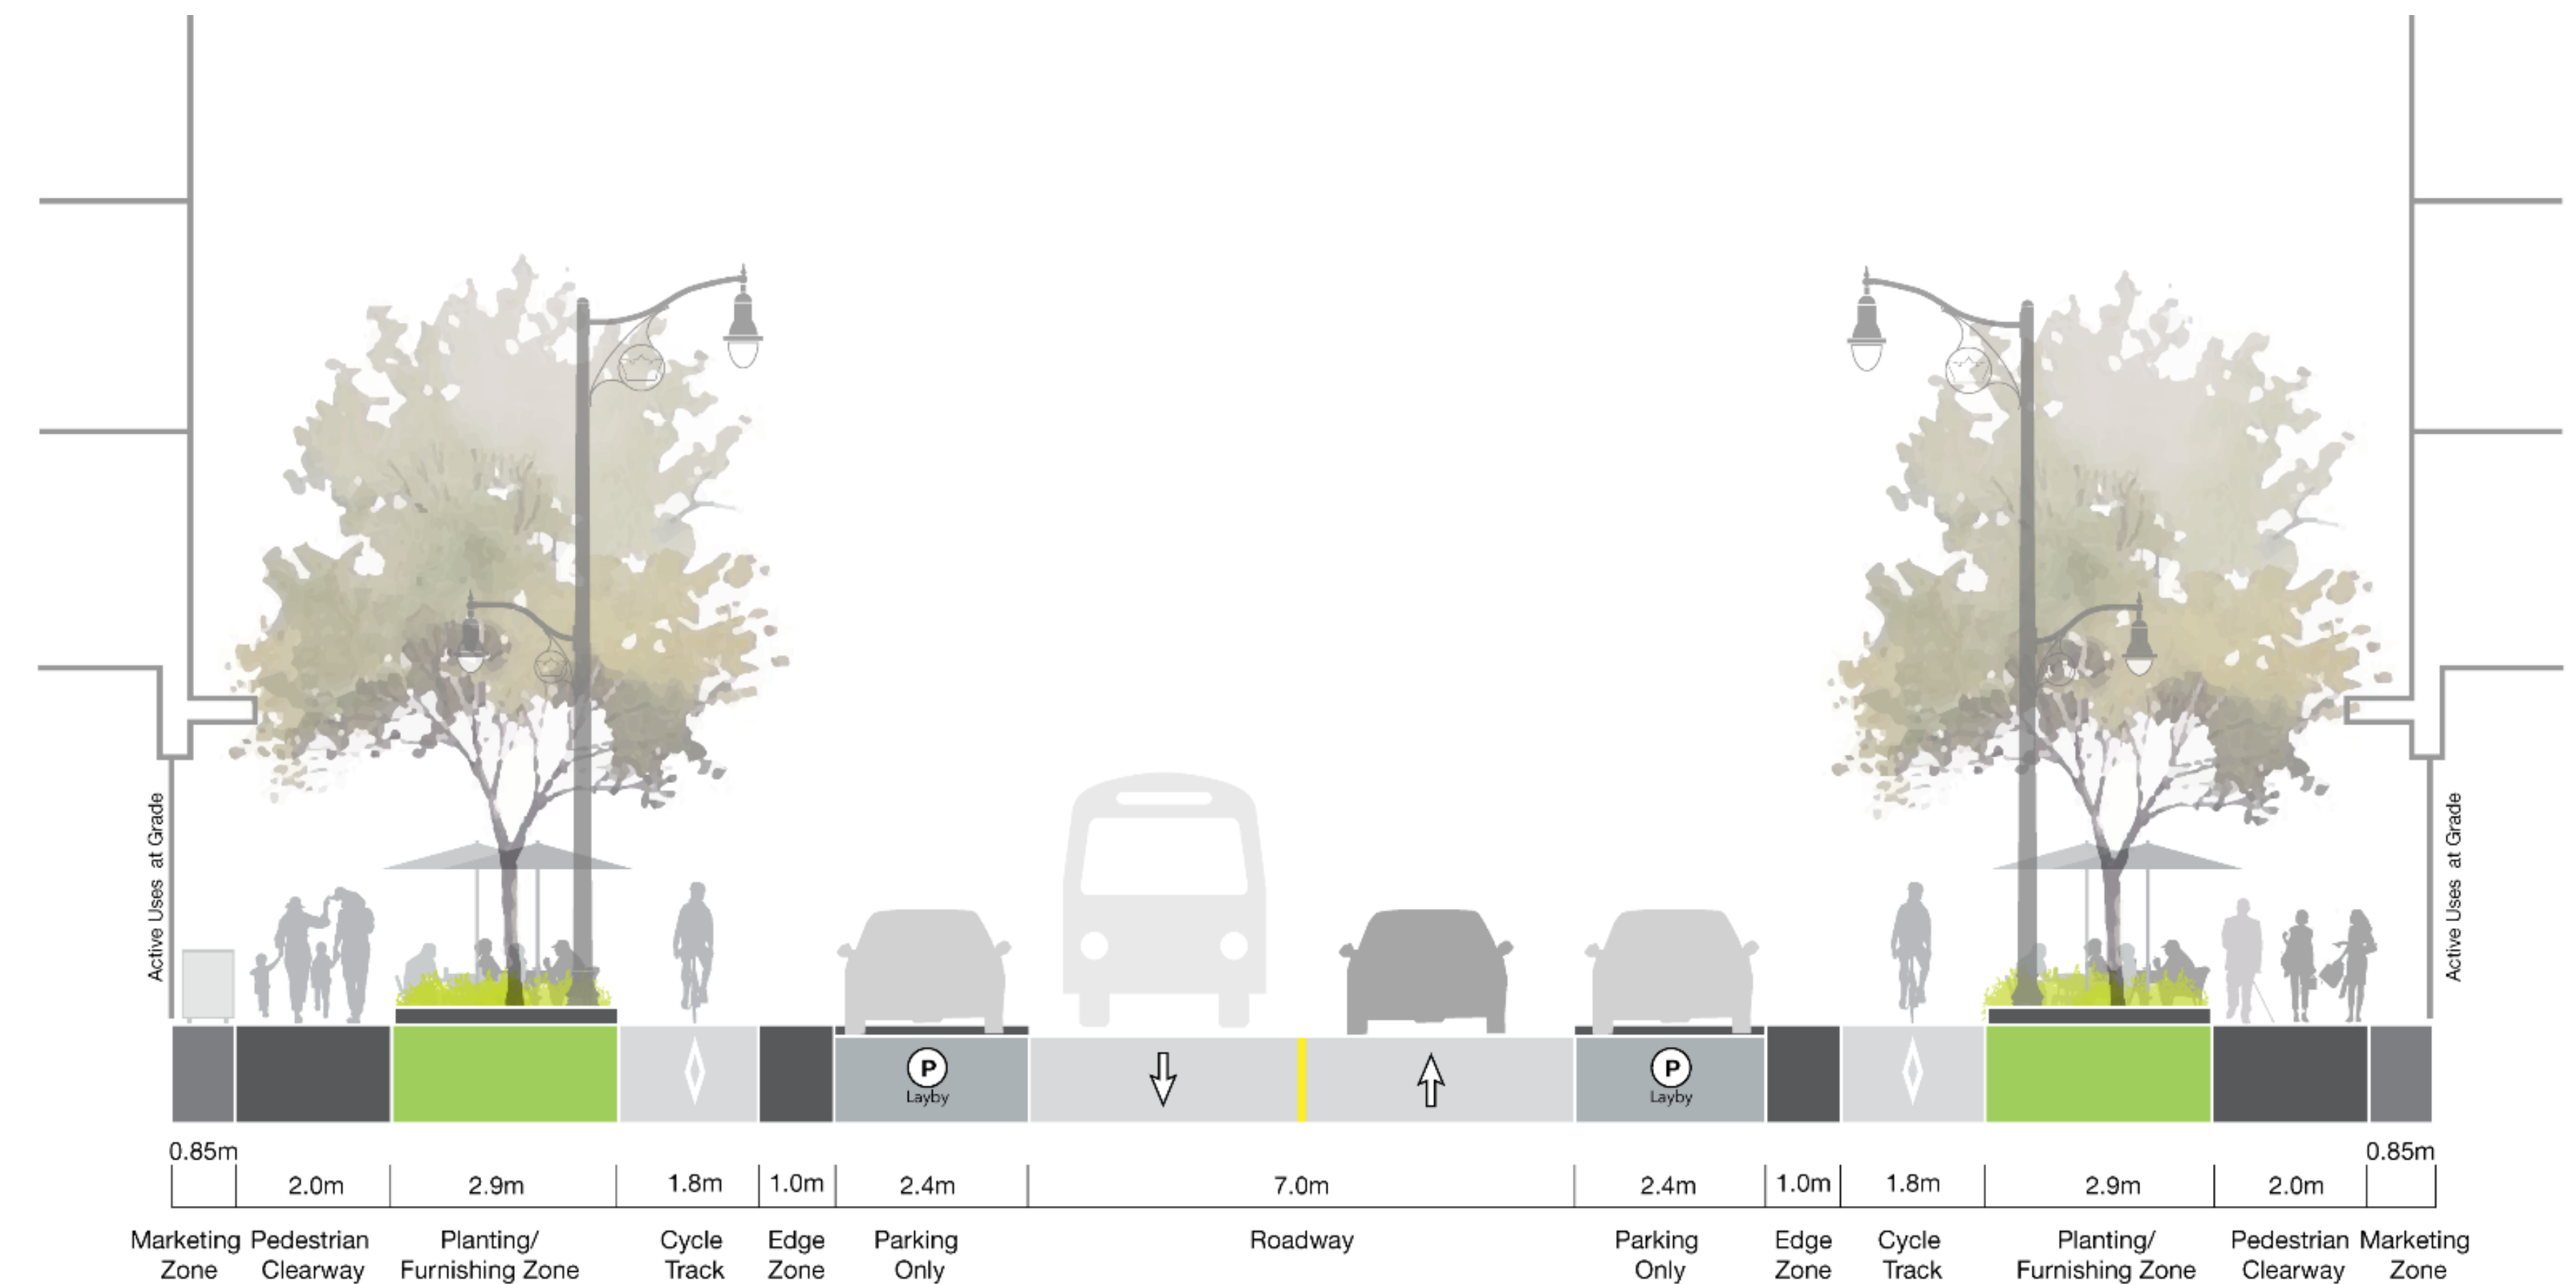 Active Uses at Grade
Active Uses at Grade
P
Layby
P
Layby
0.85m
0.85m
2.0m
2.9m
1.8m
1.0m
2.4m
7.0m
2.4m
1.0m
1.8m
2.9m
2.0m
Marketing Zone
Pedestrian Clearway
Planting/
Furnishing Zone
Cycle Track
Edge Zone
Parking Only
Roadway
Parking Only
Edge Zone
Cycle Track
Planting/
Furnishing Zone
Pedestrian Clearway
Marketing Zone